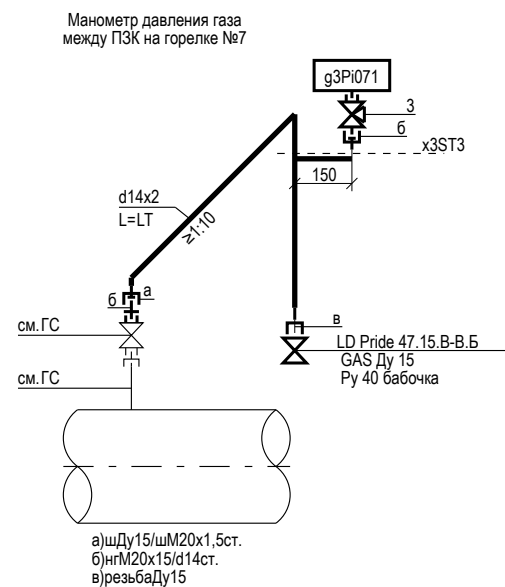 Манометр давления газа
между ПЗК на горелке №7
g3Pi071
3
б
x3ST3
150
d14x2
L=LT
≥1:10
а
б
см.ГС
в
LD Pride 47.15.В-В.Б
GAS Ду 15
Ру 40 бабочка
см.ГС
а)шДу15/шМ20х1,5ст.
б)нгМ20х15/d14ст.
в)резьбаДу15